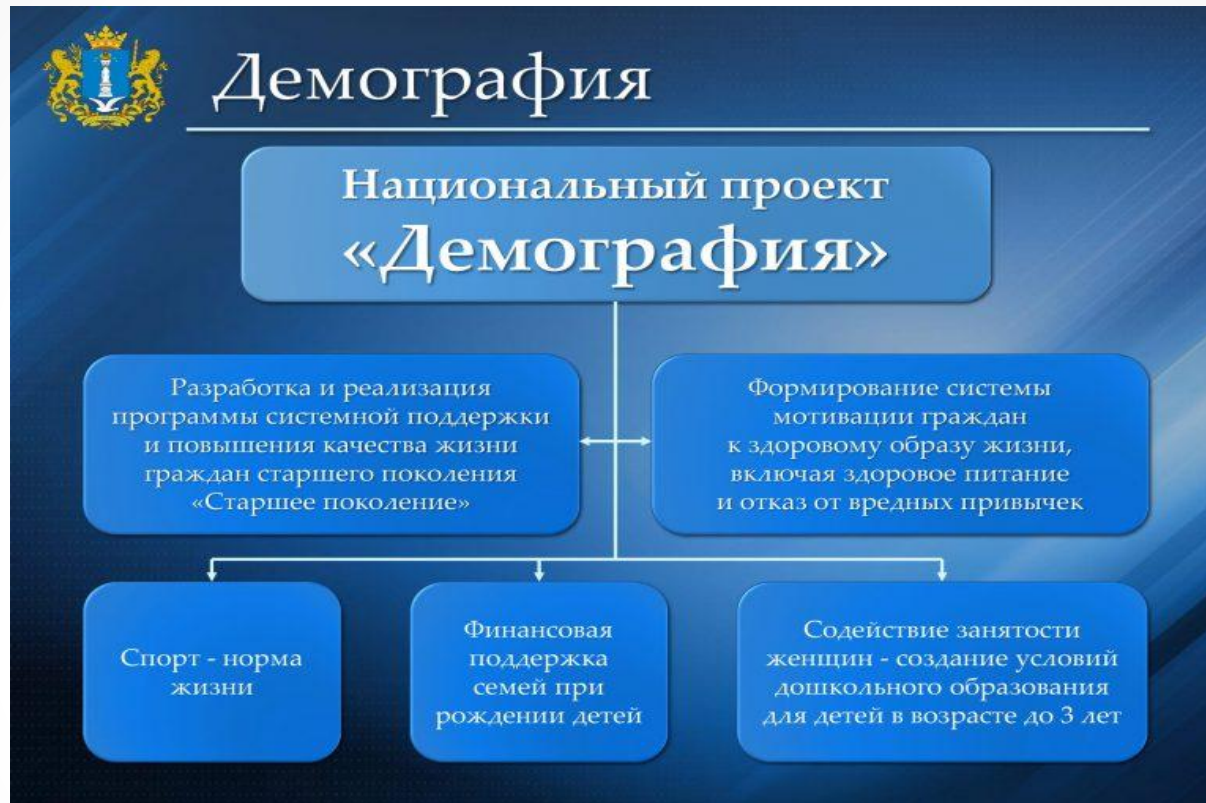 Демография
Национальный проект
«Демография»
Разработка и реализация
программы системной поддержки
и повышения качества жизни
граждан старшего поколения
«Старшее поколение»
Формирование системы
мотивации граждан
к здоровому образу жизни,
включая здоровое питание
и отказ от вредных привычек
Спорт - норма
жизни
Финансовая
поддержка
семей при
рождении детей
Содействие занятости
женщин - создание условий
дошкольного образования
для детей в возрасте до 3 лет